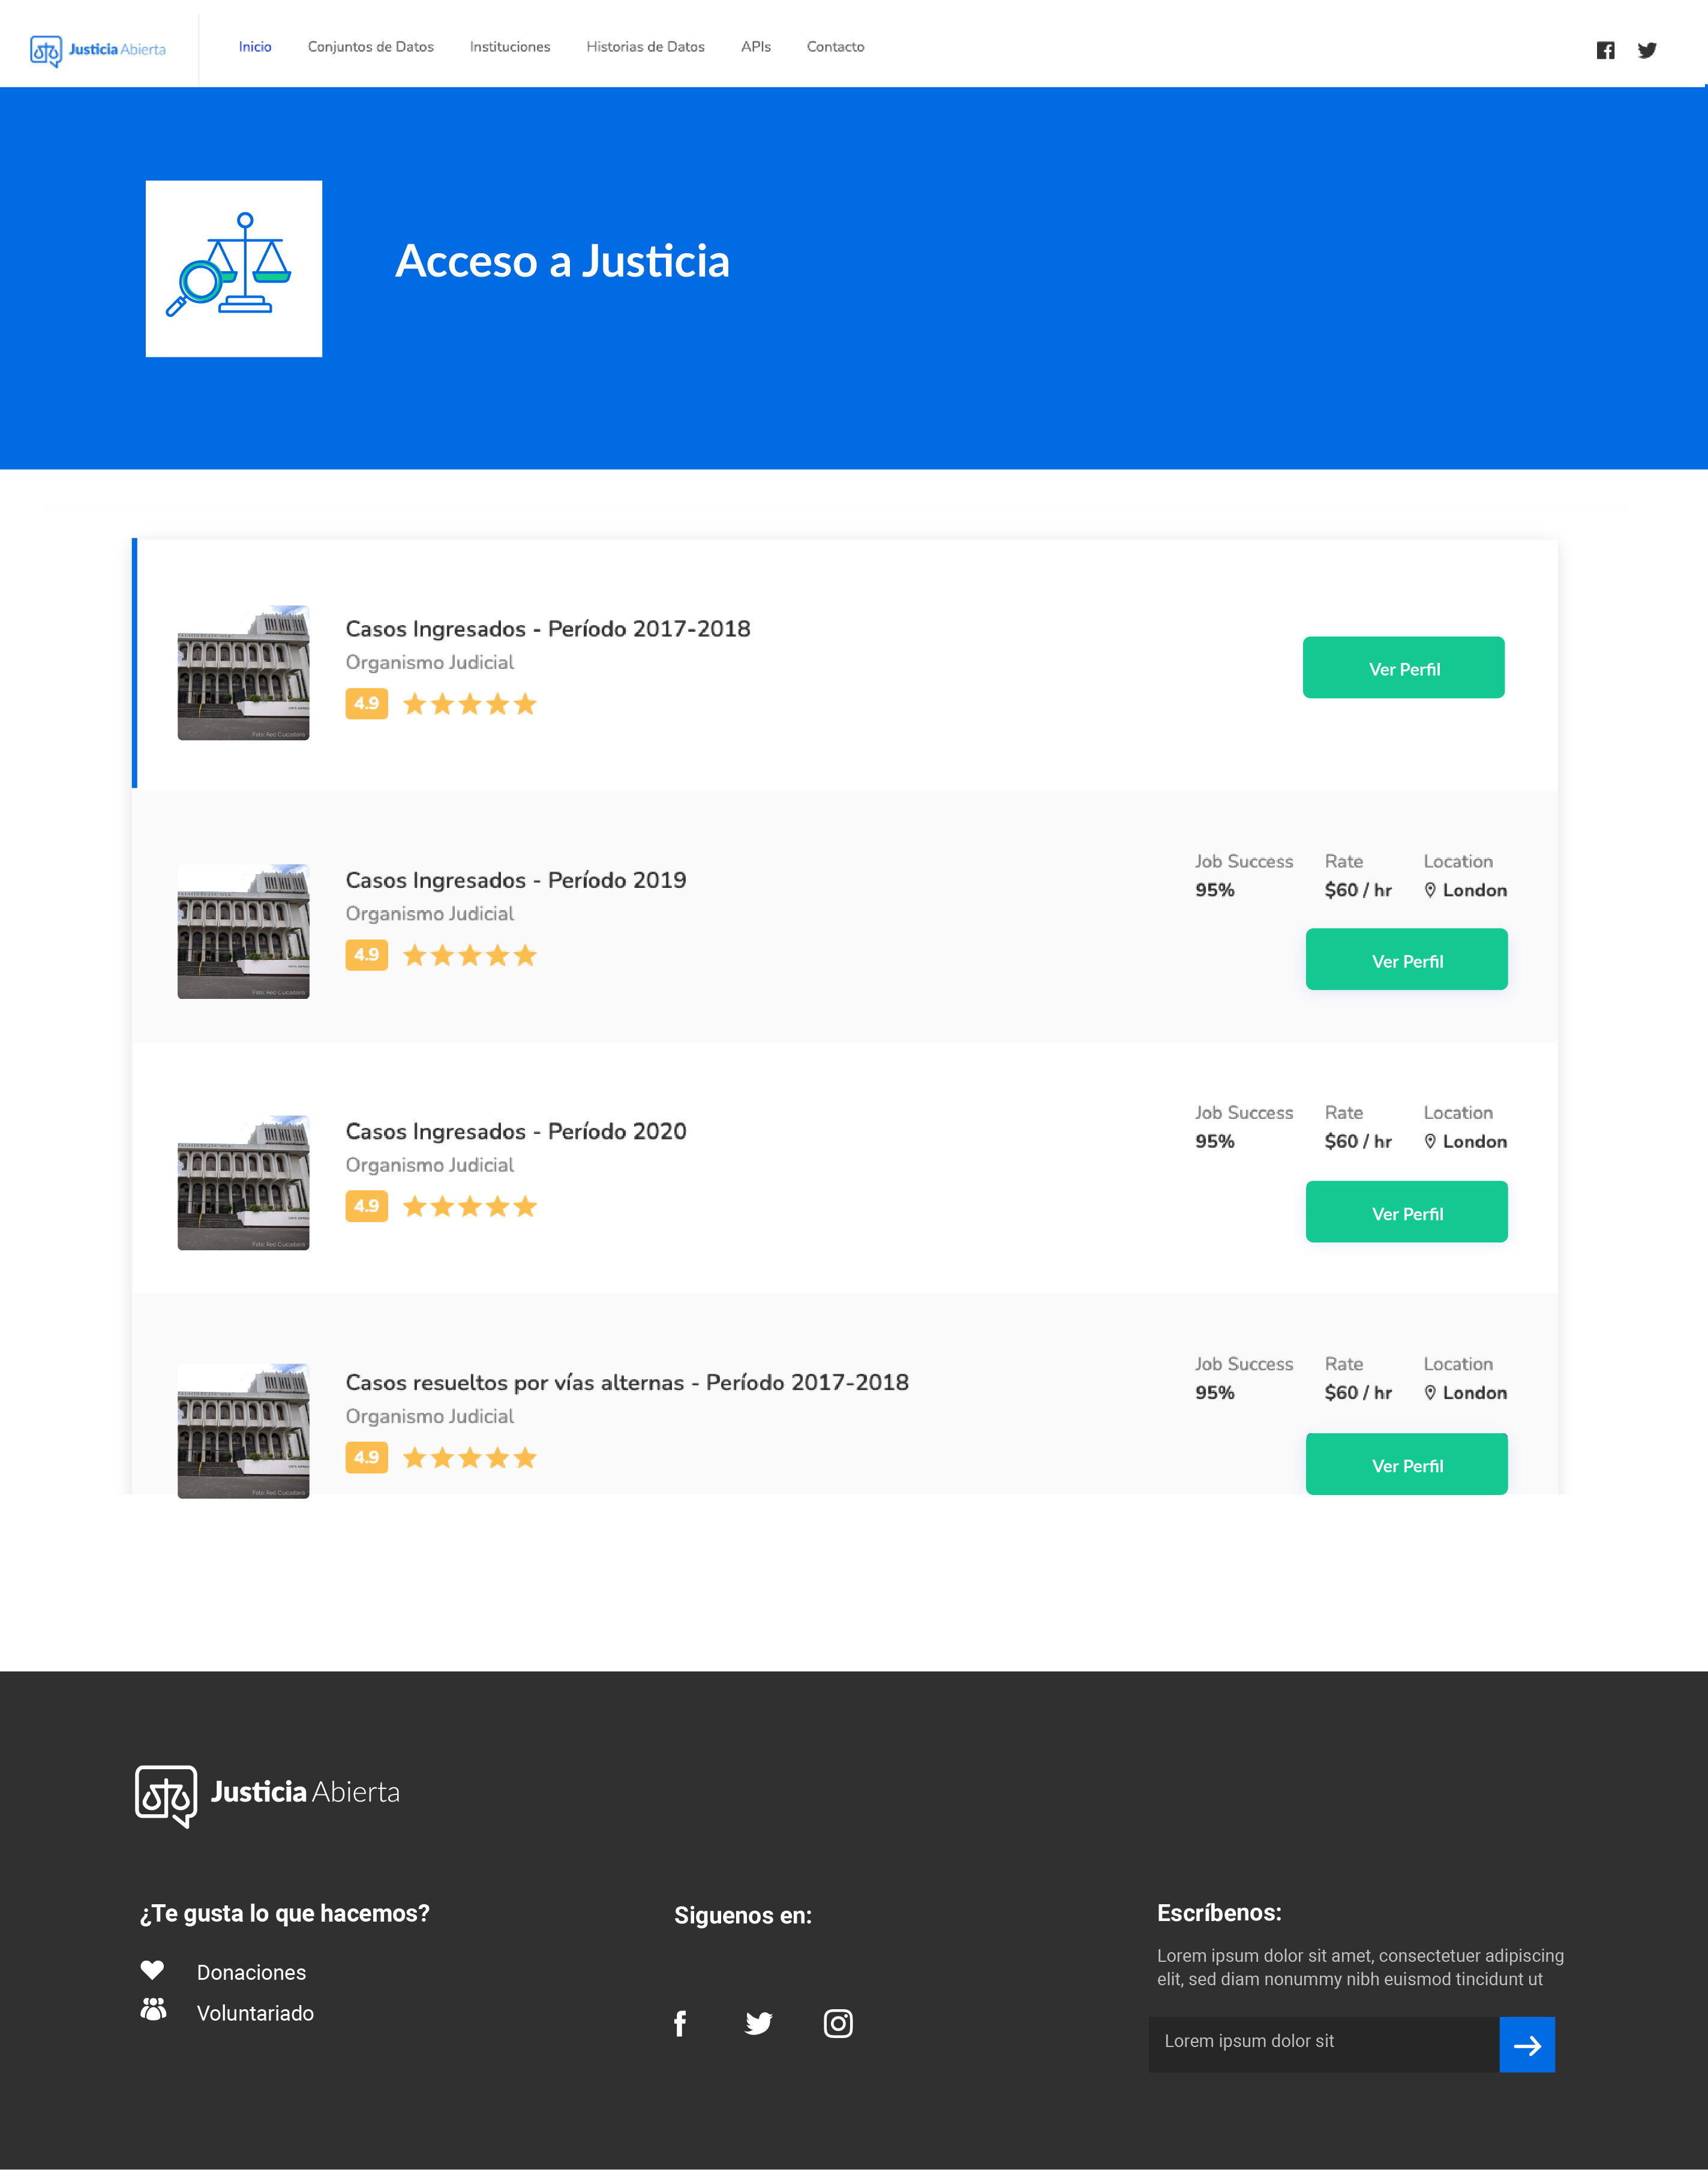 Justicia Abierta
Inicio
Conjuntos de Datos
Instituciones
Historias de Datos
APIs
Contacto
Acceso a Justicia
Casos Ingresados - Período 2017-2018
Organismo Judicial
4.9
Ver Perfil
Casos Ingresados - Período 2019
Organismo Judicial
4.9
Job Success Rate Location
95% $60 / hr London
Ver Perfil
Casos Ingresados - Período 2020
Organismo Judicial
4.9
Job Success Rate Location
95% $60 / hr London
Ver Perfil
Casos resueltos por vías alternas - Período 2017-2018
Organismo Judicial
4.9
Job Success Rate Location
95% $60 / hr London
Ver Perfil
Justicia Abierta
¿Te gusta lo que hacemos?
Donaciones
Voluntariado
Siguenos en:
Escríbenos:
Lorem ipsum dolor sit amet, consectetuer adipiscing
elit, sed diam nonummy nibh euismod tincidunt ut
Lorem ipsum dolor sit